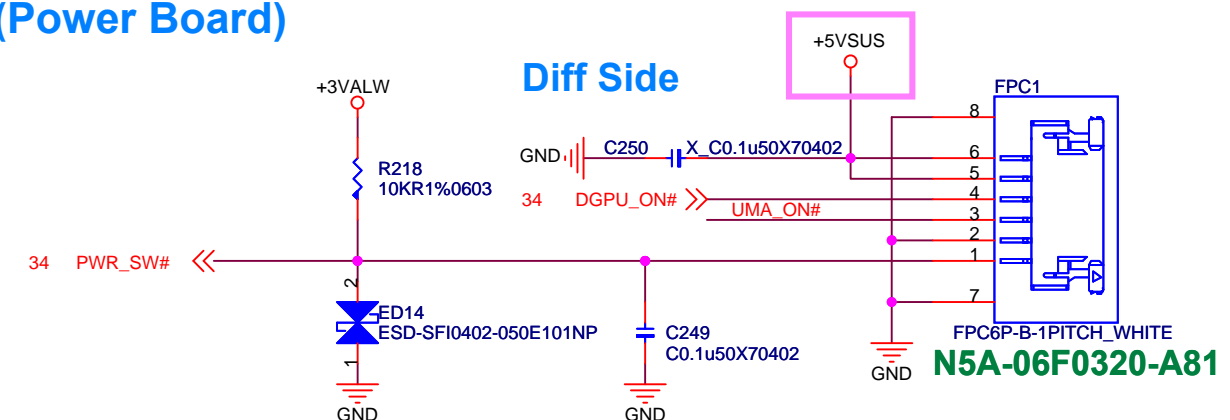 (Power Board)
+5VSUS
Diff Side
+3VALW
FPC1
8
GND
C250
X_C0.1u50X70402
6
R218
10KR1%0603
5
34
DGPU_ON#
4
UMA_ON#
3
2
34
PWR_SW#
1
2
7
ED14
ESD-SFI0402-050E101NP
C249
C0.1u50X70402
FPC6P-B-1PITCH_WHITE
1
GND
N5A-06F0320-A81
GND
GND